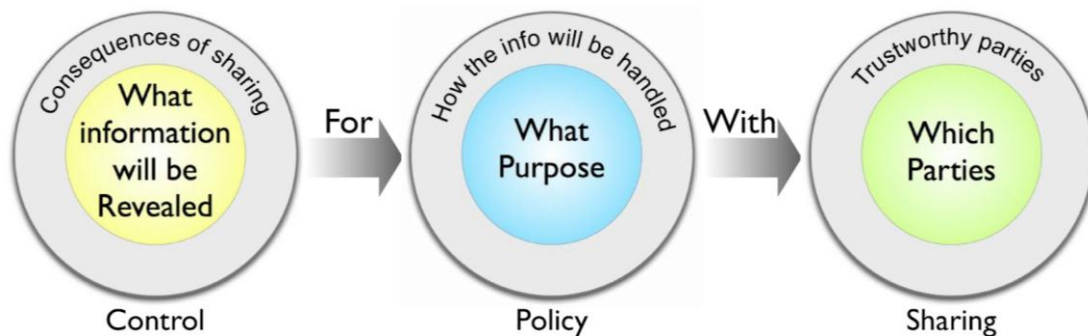 Consequences of sharing
What
information
will be
Revealed
Control
For
How the info will be handled
What
Purpose
Policy
With
Trustworthy parties
Which
Parties
Sharing